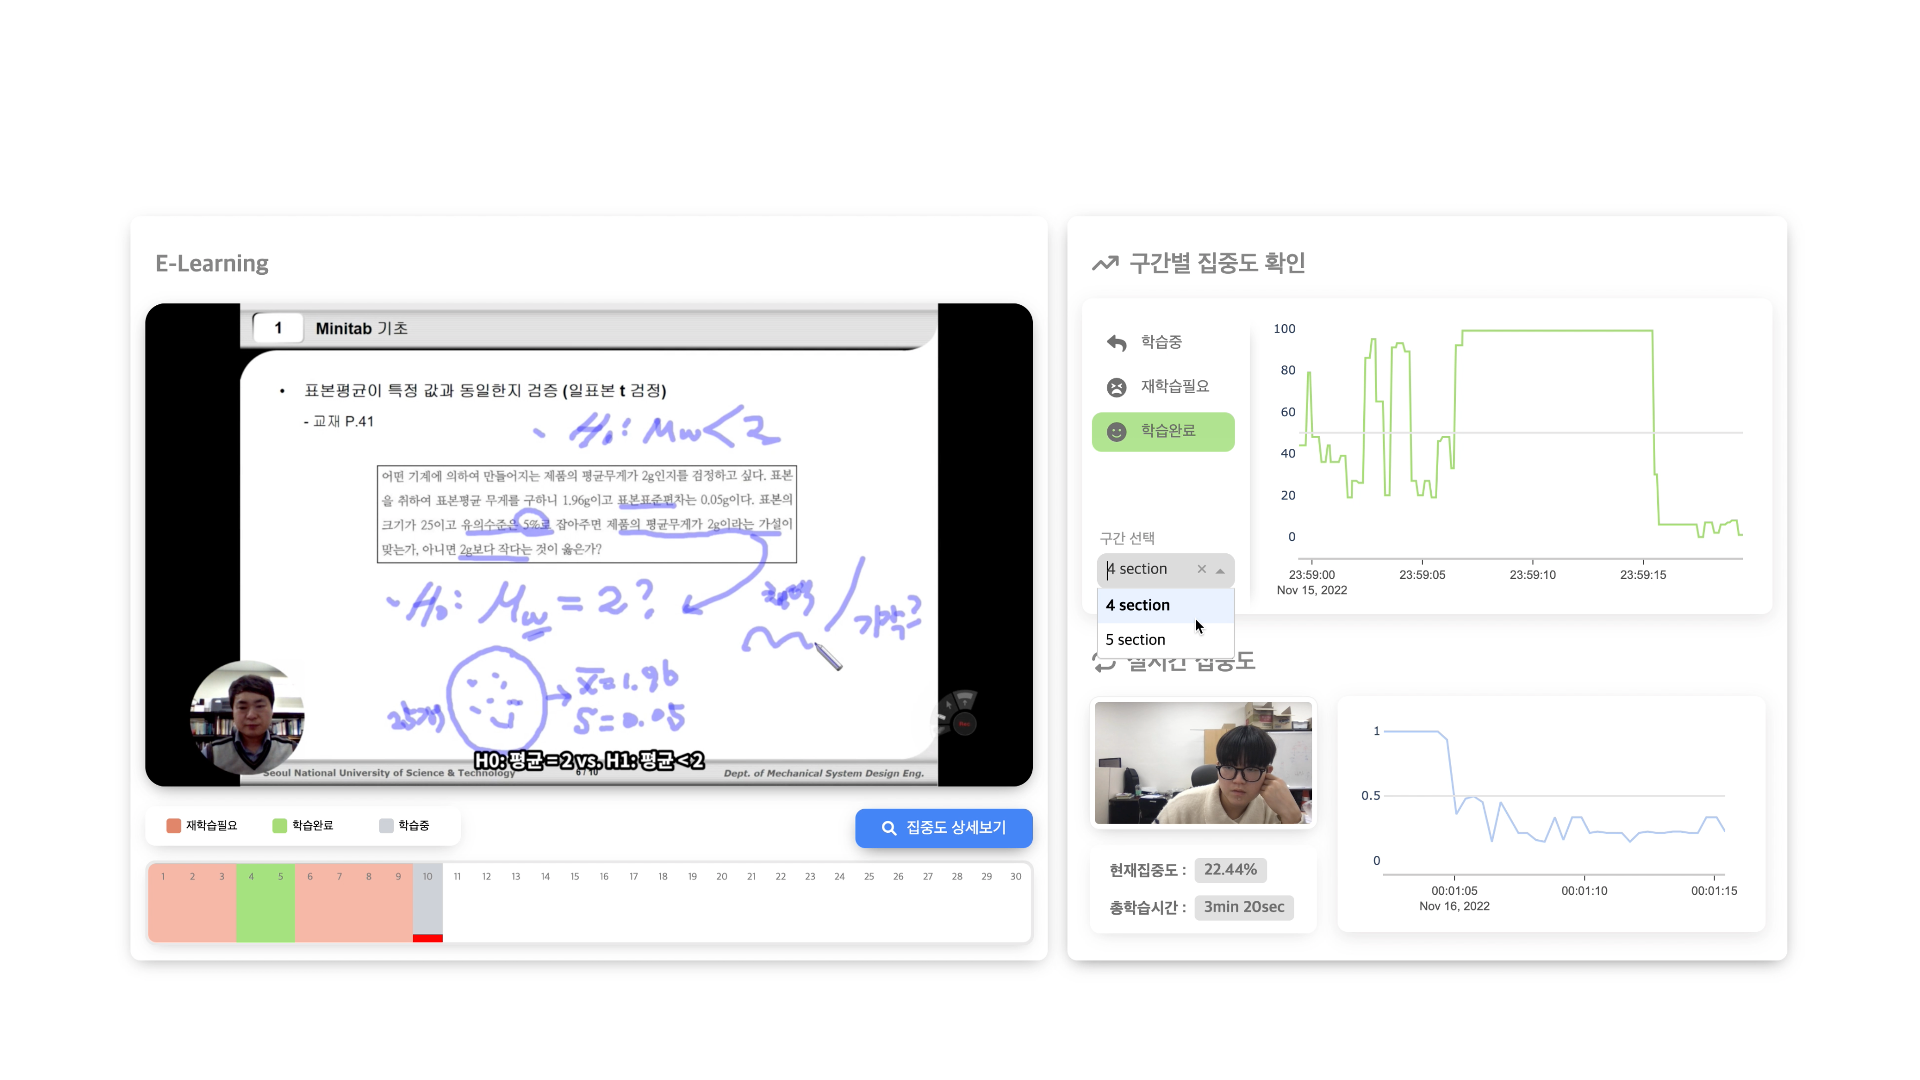 E-Learning
1
Minitab 기초
• 표본평균이 특정 값과 동일한지 검증 (일표본 t 검정)
- 교재 P.41
H₁: Mw<2
어떤 기계에 의하여 만들어지는 제품의 평균무게가 2g인지를 검정하고 싶다. 표본
을 취하여 표본평균 무게를 구하니 1.96g이고 표본표준편차는 0.05g이다. 표본의
크기가 25이고 유의수준은 5%로 잡아주면 제품의 평균무게가 2g이라는 가설이
맞는가, 아니면 2g보다 작다는 것이 옳은가?
H₀: Mw = 2?
기각?
25개
x̄=1.96
S=0.05
H0: 평균 = 2 vs. H1: 평균 < 2
Seoul National University of Science & Technology
6 / 10
Dept. of Mechanical System Design Eng.
Rec
재학습필요
학습완료
학습중
집중도 상세보기
1 2 3 4 5 6 7 8 9 10 11 12 13 14 15 16 17 18 19 20 21 22 23 24 25 26 27 28 29 30
구간별 집중도 확인
학습중
재학습필요
학습완료
구간 선택
4 section
4 section
5 section
100
80
60
40
20
0
23:59:00 23:59:05 23:59:10 23:59:15
Nov 15, 2022
실시간 집중도
현재집중도 : 22.44%
총학습시간 : 3min 20sec
1
0.5
0
00:01:05 00:01:10 00:01:15
Nov 16, 2022